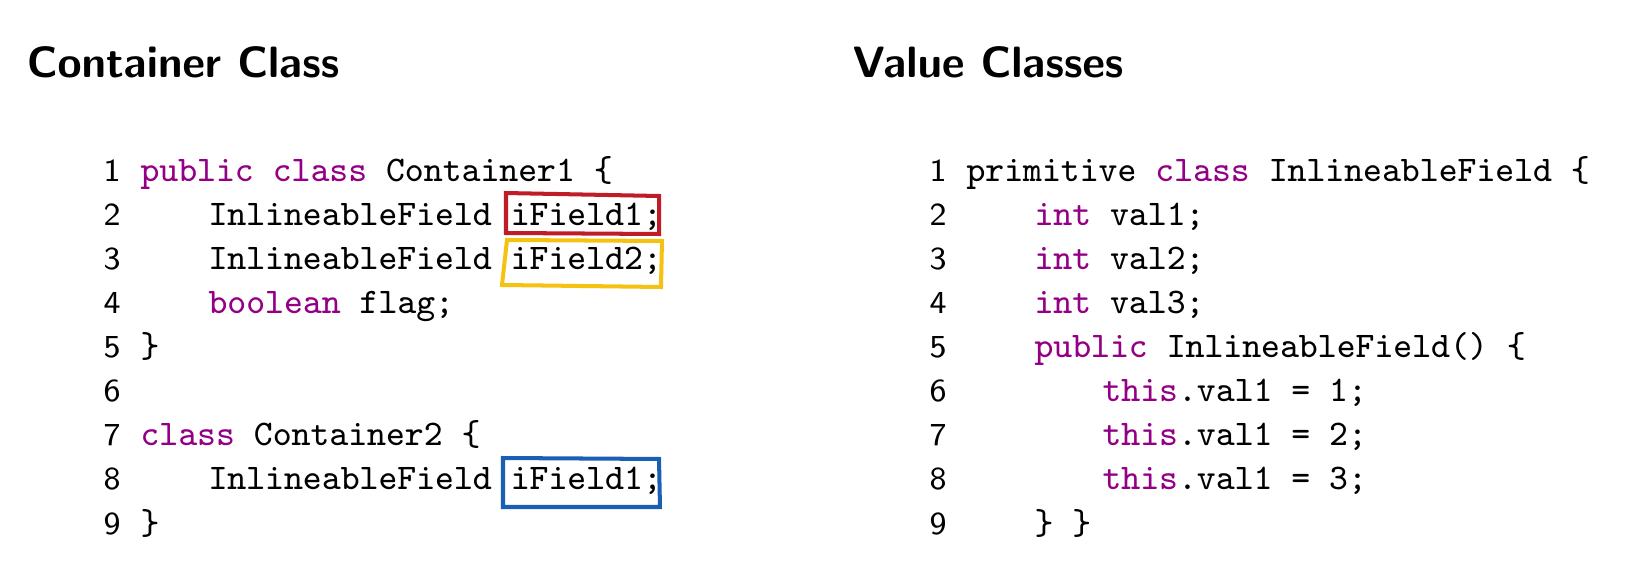 Container Class
1 public class Container1 {
2     InlineableField iField1;
3     InlineableField iField2;
4     boolean flag;
5 }
6
7 class Container2 {
8     InlineableField iField1;
9 }
Value Classes
1 primitive class InlineableField {
2     int val1;
3     int val2;
4     int val3;
5     public InlineableField() {
6         this.val1 = 1;
7         this.val1 = 2;
8         this.val1 = 3;
9     } }